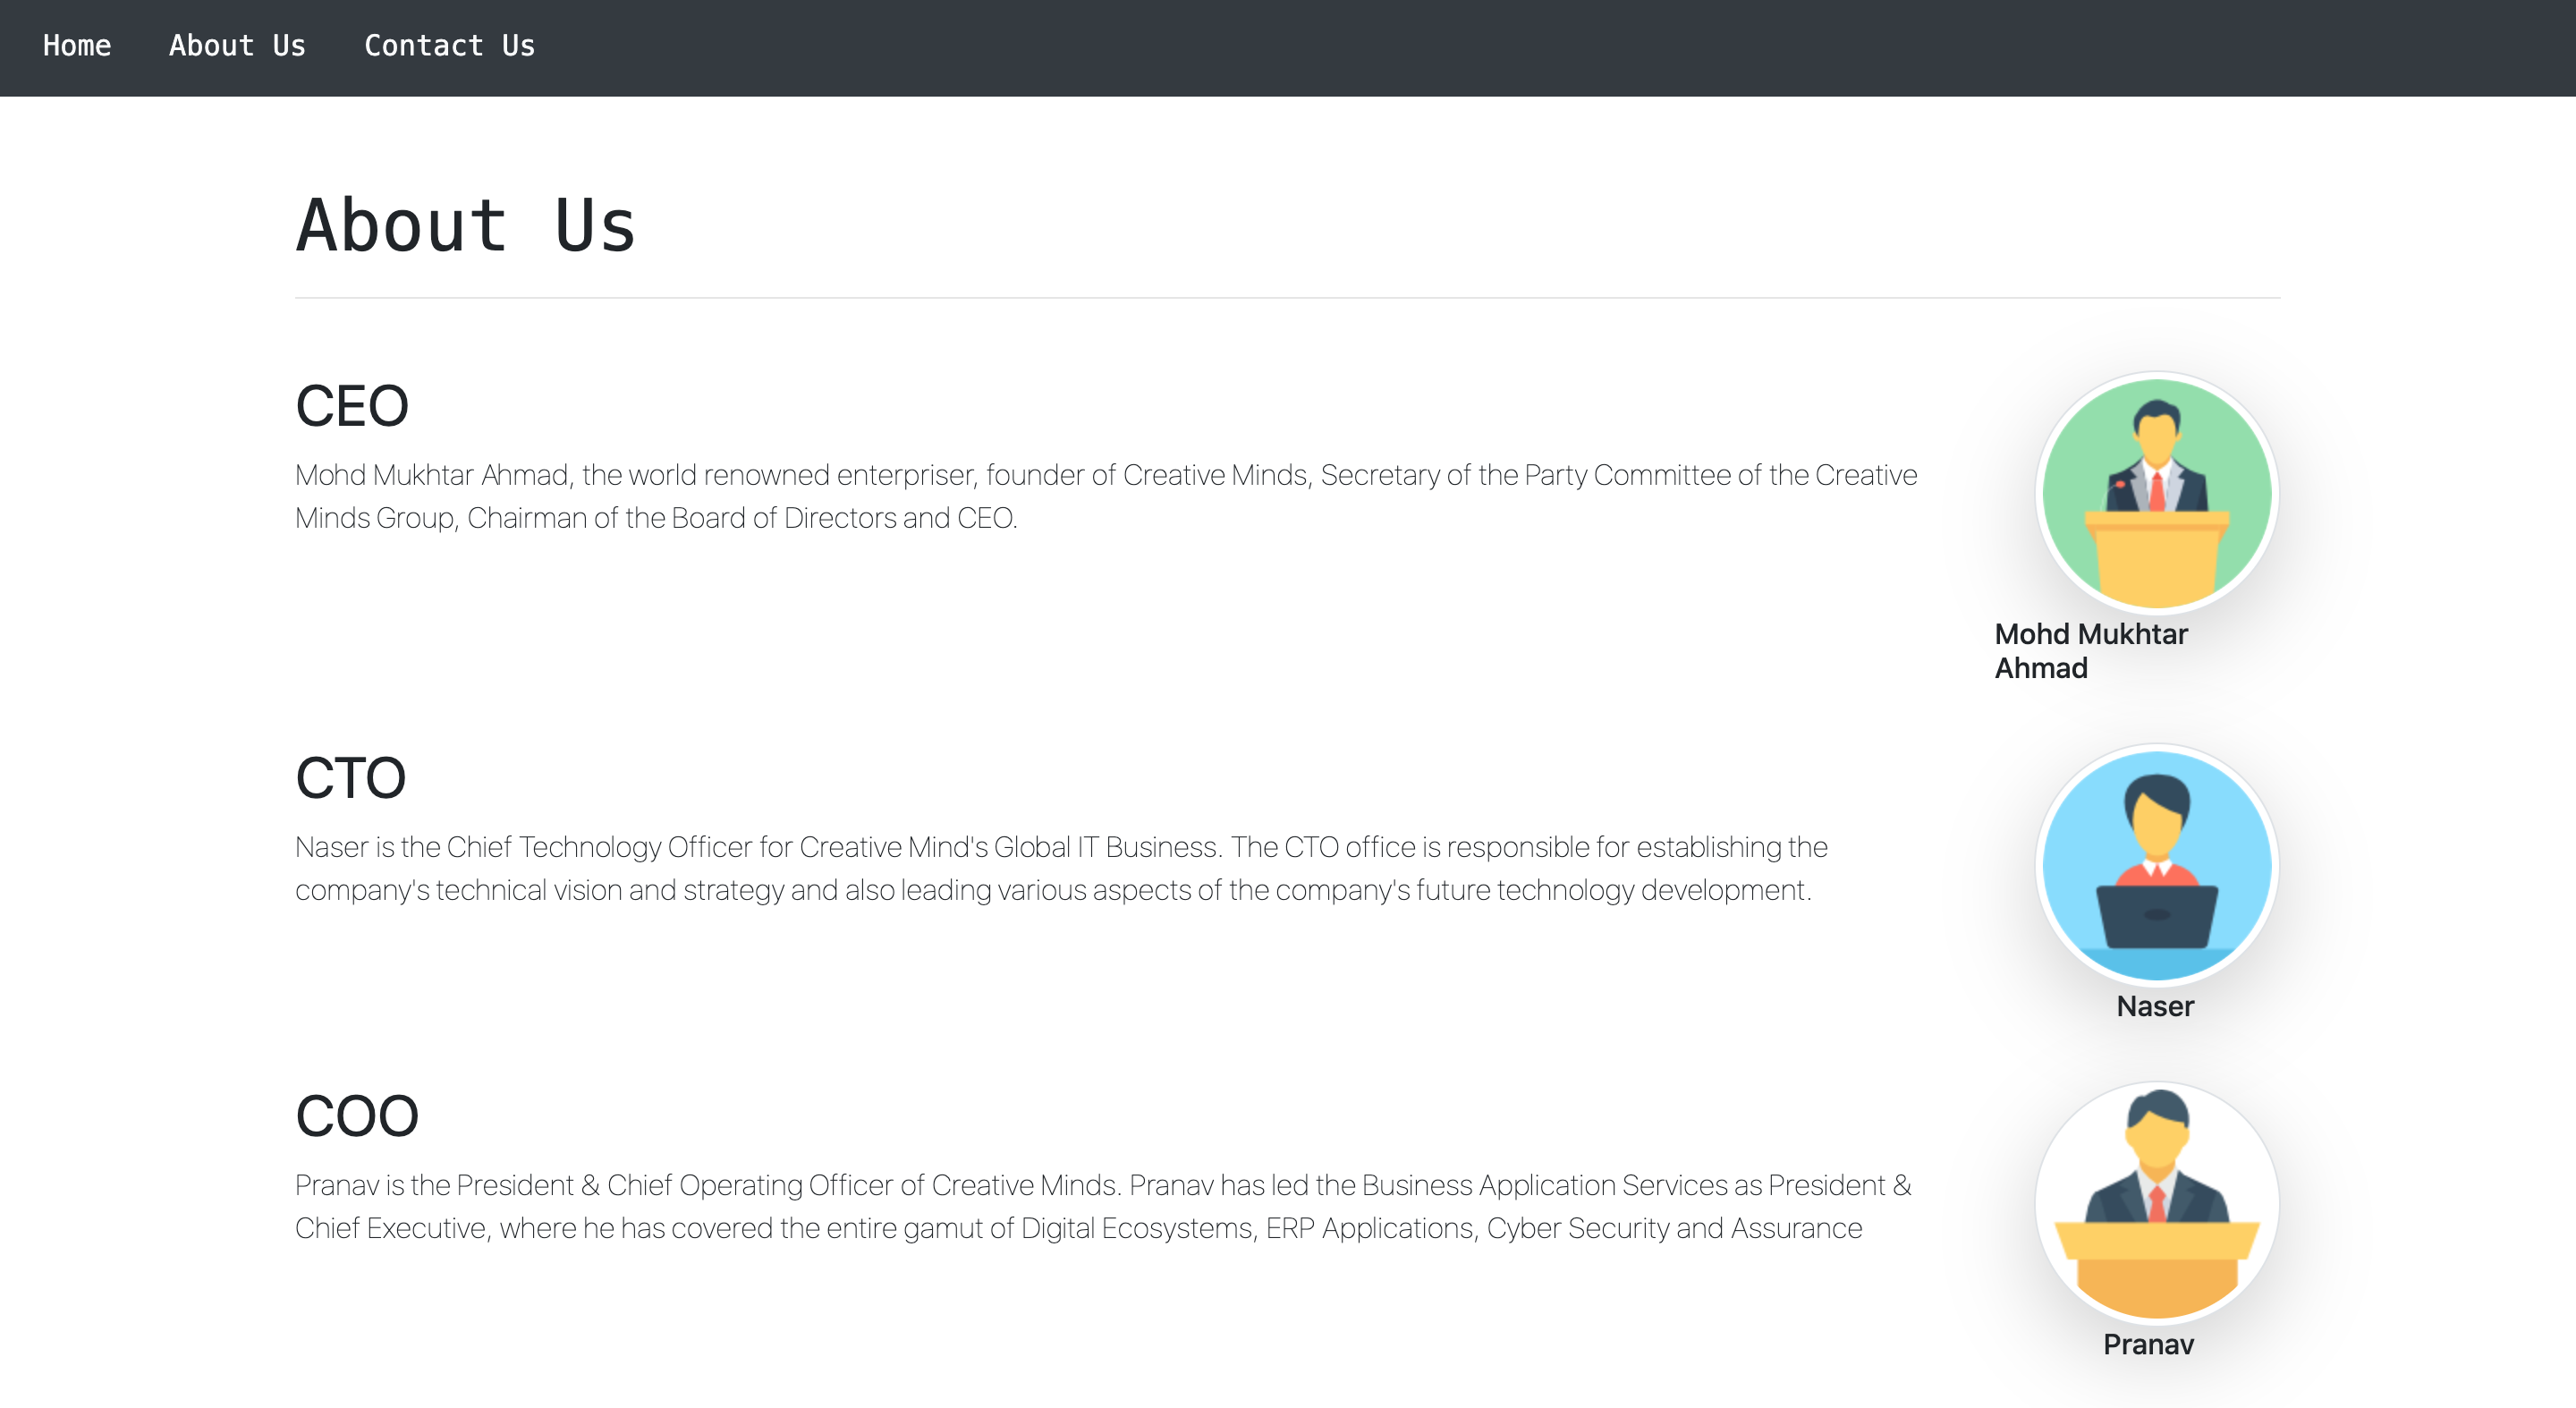 Home About Us Contact Us
About Us
CEO
Mohd Mukhtar Ahmad, the world renowned enterpriser, founder of Creative Minds, Secretary of the Party Committee of the Creative
Minds Group, Chairman of the Board of Directors and CEO.
Mohd Mukhtar
Ahmad
CTO
Naser is the Chief Technology Officer for Creative Mind's Global IT Business. The CTO office is responsible for establishing the
company's technical vision and strategy and also leading various aspects of the company's future technology development.
Naser
COO
Pranav is the President & Chief Operating Officer of Creative Minds. Pranav has led the Business Application Services as President &
Chief Executive, where he has covered the entire gamut of Digital Ecosystems, ERP Applications, Cyber Security and Assurance
Pranav